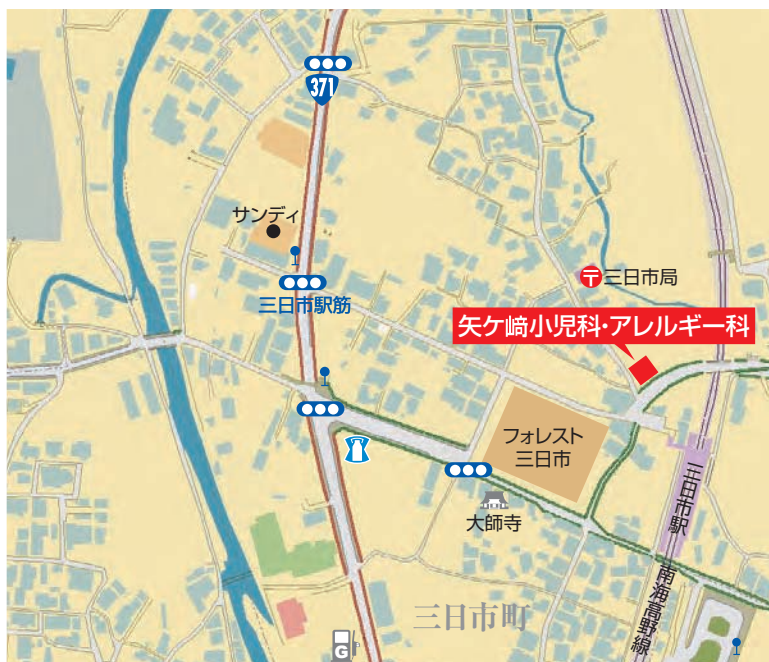 371
サンディ
三日市駅筋
三日市局
矢ケ﨑小児科・アレルギー科
フォレスト
三日市
大師寺
三日市駅
南海高野線
三日市町
G